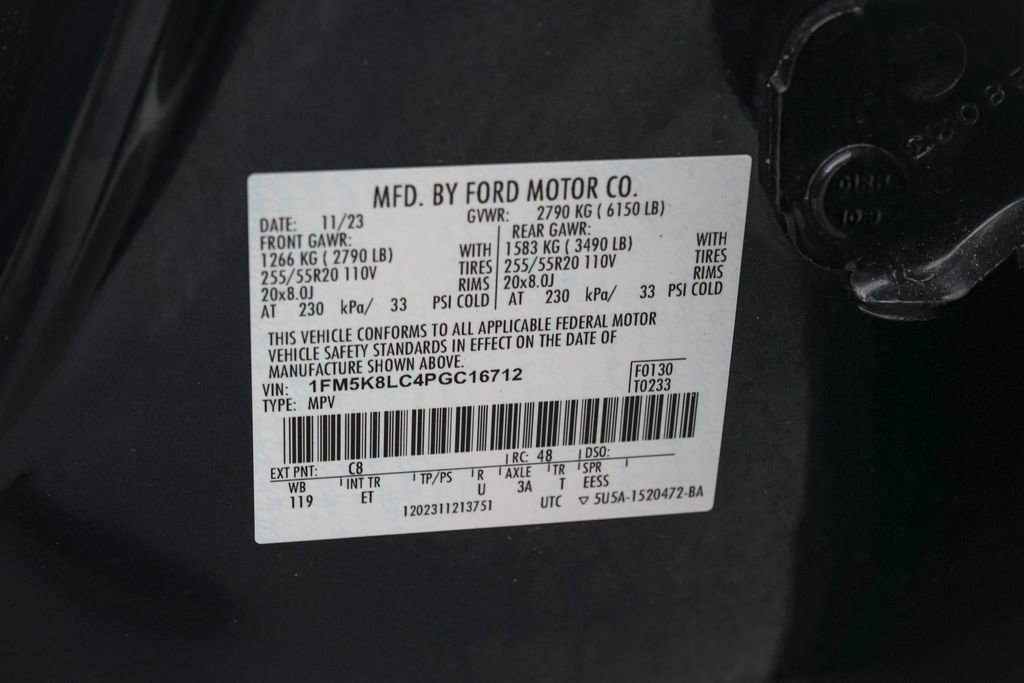 MFD. BY FORD MOTOR CO.
DATE: 11/23 GVWR: 2790 KG ( 6150 LB)
FRONT GAWR: REAR GAWR:
1266 KG ( 2790 LB) WITH 1583 KG ( 3490 LB) WITH
255/55R20 110V TIRES 255/55R20 110V TIRES
20x8.0J RIMS 20x8.0J RIMS
AT 230 kPa/ 33 PSI COLD AT 230 kPa/ 33 PSI COLD
THIS VEHICLE CONFORMS TO ALL APPLICABLE FEDERAL MOTOR
VEHICLE SAFETY STANDARDS IN EFFECT ON THE DATE OF
MANUFACTURE SHOWN ABOVE.
VIN: 1FM5K8LC4PGC16712 F0130
TYPE: MPV T0233
EXT PNT: C8 RC: 48 DSO:
WB INT TR TP/PS R AXLE TR SPR
119 ET U 3A T EESS
1202311213751 UTC ▽ 5U5A-1520472-BA